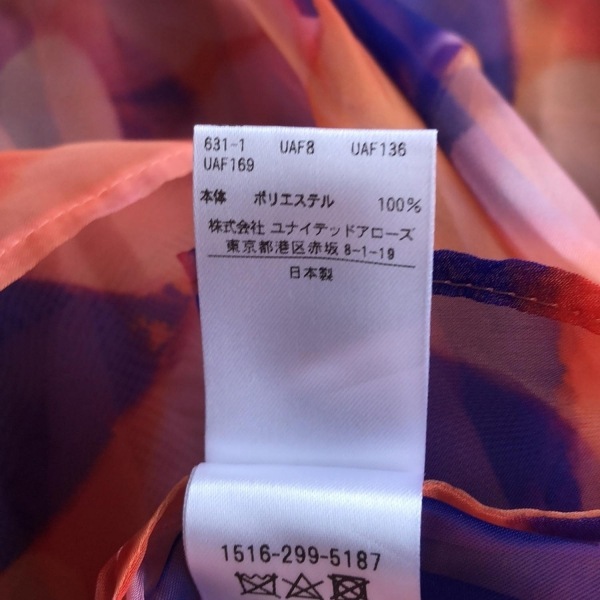 631-1 UAF8 UAF136
UAF169
本体 ポリエステル 100%
株式会社 ユナイテッドアローズ
東京都港区赤坂 8-1-19
日本製
1516-299-5187